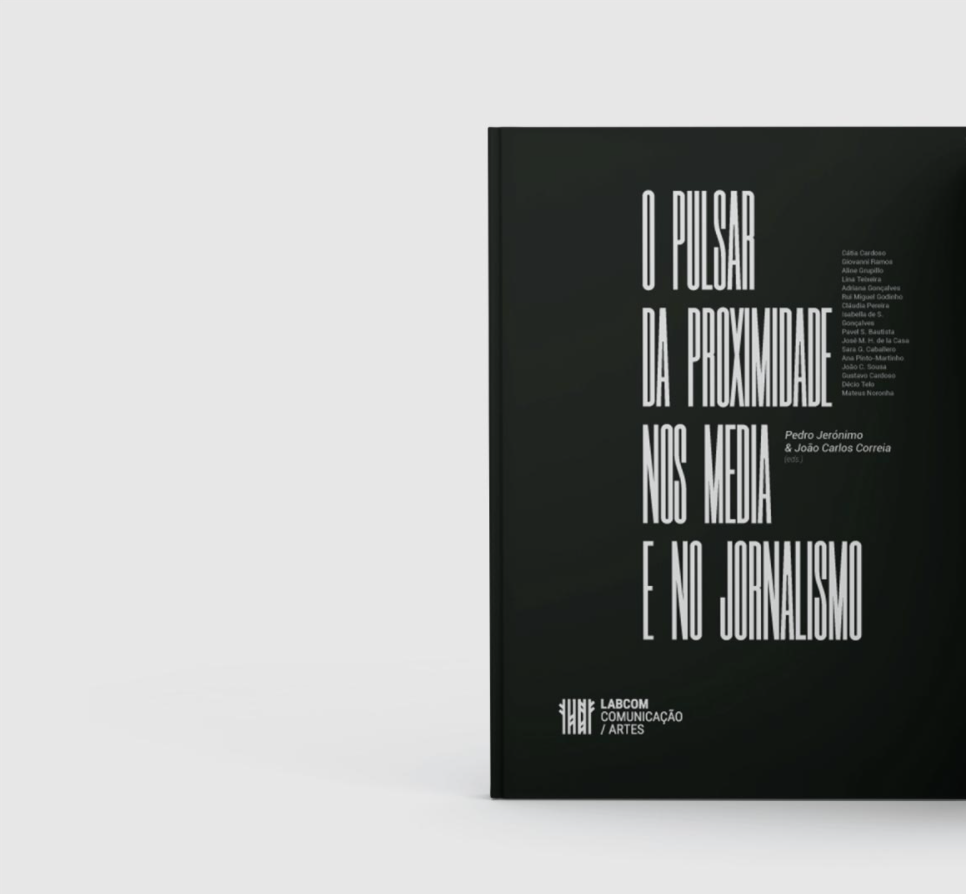 O PULSAR
DA PROXIMIDADE
NOS MEDIA
E NO JORNALISMO
Célia Cardoso
Giovanni Ramos
Aline Grupillo
Lina Teixeira
Adriana Gonçalves
Rui Miguel Godinho
Cláudia Pereira
Isabella de S.
Gonçalves
Pavel S. Bautista
José M. H. de la Casa
Sara G. Caballero
Ana Pinto-Martinho
João C. Sousa
Gustavo Cardoso
Décio Telo
Mateus Noronha
Pedro Jerónimo
& João Carlos Correia
(eds.)
LABCOM
COMUNICAÇÃO
/ ARTES